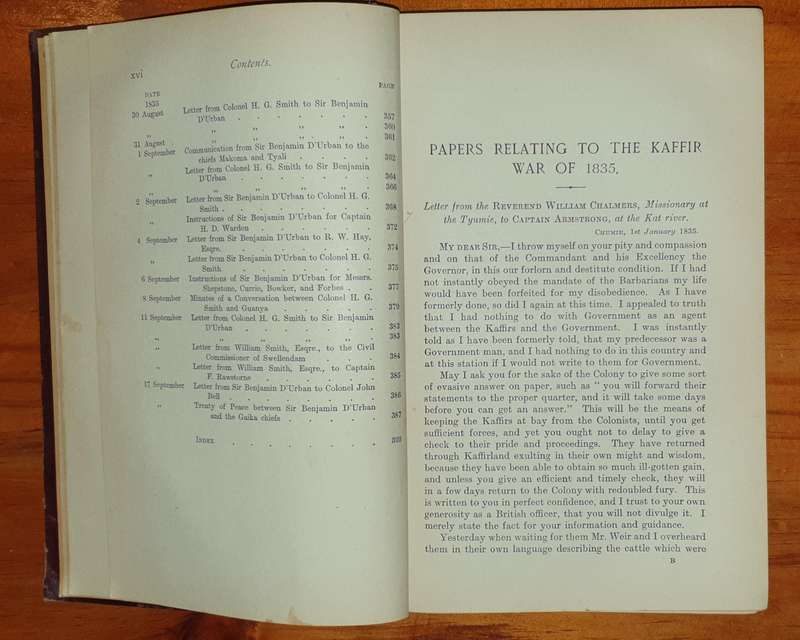 xvi
Contents.
DATE
PAGE
1835
30 August Letter from Colonel H. G. Smith to Sir Benjamin
D'Urban . . . . . . . 357
„ „ „ „ „ . 360
31 August „ „ „ „ . 361
1 September Communication from Sir Benjamin D'Urban to the
chiefs Makoma and Tyali . . . . 362
„ Letter from Colonel H. G. Smith to Sir Benjamin
D'Urban . . . . . . . 364
„ „ „ „ „ . 366
2 September Letter from Sir Benjamin D'Urban to Colonel H. G.
Smith . . . . . . . . 368
„ Instructions of Sir Benjamin D'Urban for Captain
H. D. Warden . . . . . . 372
4 September Letter from Sir Benjamin D'Urban to R. W. Hay,
Esqre. . . . . . . . 374
„ Letter from Sir Benjamin D'Urban to Colonel H. G.
Smith . . . . . . . 375
6 September Instructions of Sir Benjamin D'Urban for Messrs.
Shepstone, Currie, Bowker, and Forbes . . 377
8 September Minutes of a Conversation between Colonel H. G.
Smith and Guanya . . . . . 379
11 September Letter from Colonel H. G. Smith to Sir Benjamin
D'Urban . . . . . . . 382
„ „ „ „ „ . 383
„ Letter from William Smith, Esqre., to the Civil
Commissioner of Swellendam . . . 384
„ Letter from William Smith, Esqre., to Captain
F. Rawstorne . . . . . . 385
17 September Letter from Sir Benjamin D'Urban to Colonel John
Bell . . . . . . . . 386
„ Treaty of Peace between Sir Benjamin D'Urban
and the Gaika chiefs . . . . . 387
INDEX . . . . . . . .
PAPERS RELATING TO THE KAFFIR
WAR OF 1835.
Letter from the REVEREND WILLIAM CHALMERS, Missionary at
the Tyumie, to CAPTAIN ARMSTRONG, at the Kat river.
CHUMIE, 1st January 1835.
MY DEAR SIR,—I throw myself on your pity and compassion
and on that of the Commandant and his Excellency the
Governor, in this our forlorn and destitute condition. If I had
not instantly obeyed the mandate of the Barbarians my life
would have been forfeited for my disobedience. As I have
formerly done, so did I again at this time. I appealed to truth
that I had nothing to do with Government as an agent
between the Kaffirs and the Government. I was instantly
told as I have been formerly told, that my predecessor was a
Government man, and I had nothing to do in this country and
at this station if I would not write to them for Government.
May I ask you for the sake of the Colony to give some sort
of evasive answer on paper, such as " you will forward their
statements to the proper quarter, and it will take some days
before you can get an answer." This will be the means of
keeping the Kaffirs at bay from the Colonists, until you get
sufficient forces, and yet you ought not to delay to give a
check to their pride and proceedings. They have returned
through Kaffirland exulting in their own might and wisdom,
because they have been able to obtain so much ill-gotten gain,
and unless you give an efficient and timely check, they will
in a few days return to the Colony with redoubled fury. This
is written to you in perfect confidence, and I trust to your own
generosity as a British officer, that you will not divulge it. I
merely state the fact for your information and guidance.
Yesterday when waiting for them Mr. Weir and I overheard
them in their own language describing the cattle which were
B